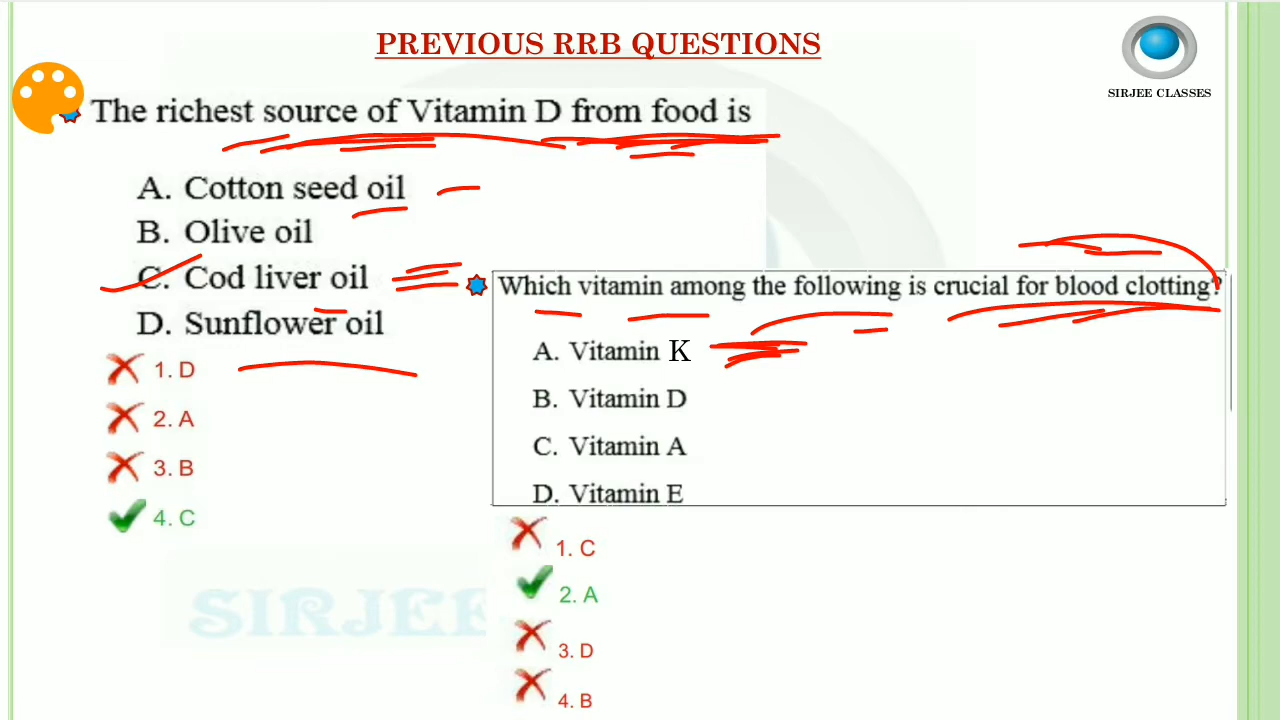 PREVIOUS RRB QUESTIONS
SIRJEE CLASSES
The richest source of Vitamin D from food is
A. Cotton seed oil
B. Olive oil
C. Cod liver oil
D. Sunflower oil
1. D
2. A
3. B
4. C
Which vitamin among the following is crucial for blood clotting?
A. Vitamin K
B. Vitamin D
C. Vitamin A
D. Vitamin E
1. C
2. A
3. D
4. B
SIRJEE